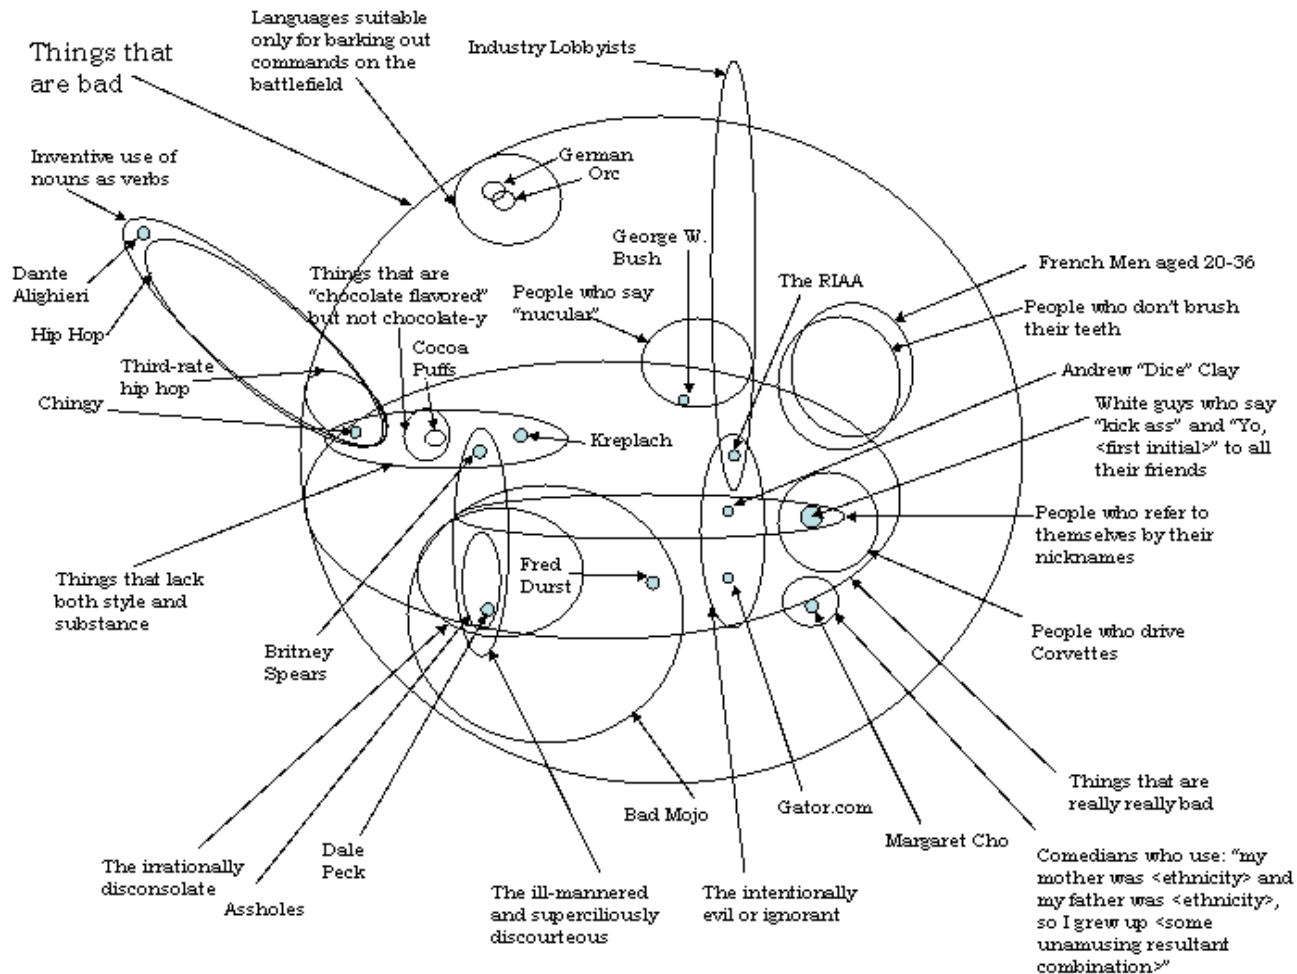 Languages suitable
only for barking out
commands on the
battlefield
Things that
are bad
Industry Lobbyists
Inventive use of
nouns as verbs
German
Orc
George W.
Bush
French Men aged 20-36
Dante
Alighieri
Things that are
"chocolate flavored"
but not chocolate-y
People who say
"nucular"
The RIAA
People who don't brush
their teeth
Hip Hop
Cocoa
Puffs
Third-rate
hip hop
Andrew "Dice" Clay
Chingy
White guys who say
"kick ass" and "Yo,
<first initial>" to all
their friends
Kreplach
People who refer to
themselves by their
nicknames
Fred
Durst
Things that lack
both style and
substance
People who drive
Corvettes
Britney
Spears
Things that are
really really bad
Bad Mojo
Gator.com
Margaret Cho
The irrationally
disconsolate
Dale
Peck
Assholes
The ill-mannered
and superciliously
discourteous
The intentionally
evil or ignorant
Comedians who use: "my
mother was <ethnicity> and
my father was <ethnicity>,
so I grew up <some
unamusing resultant
combination>"